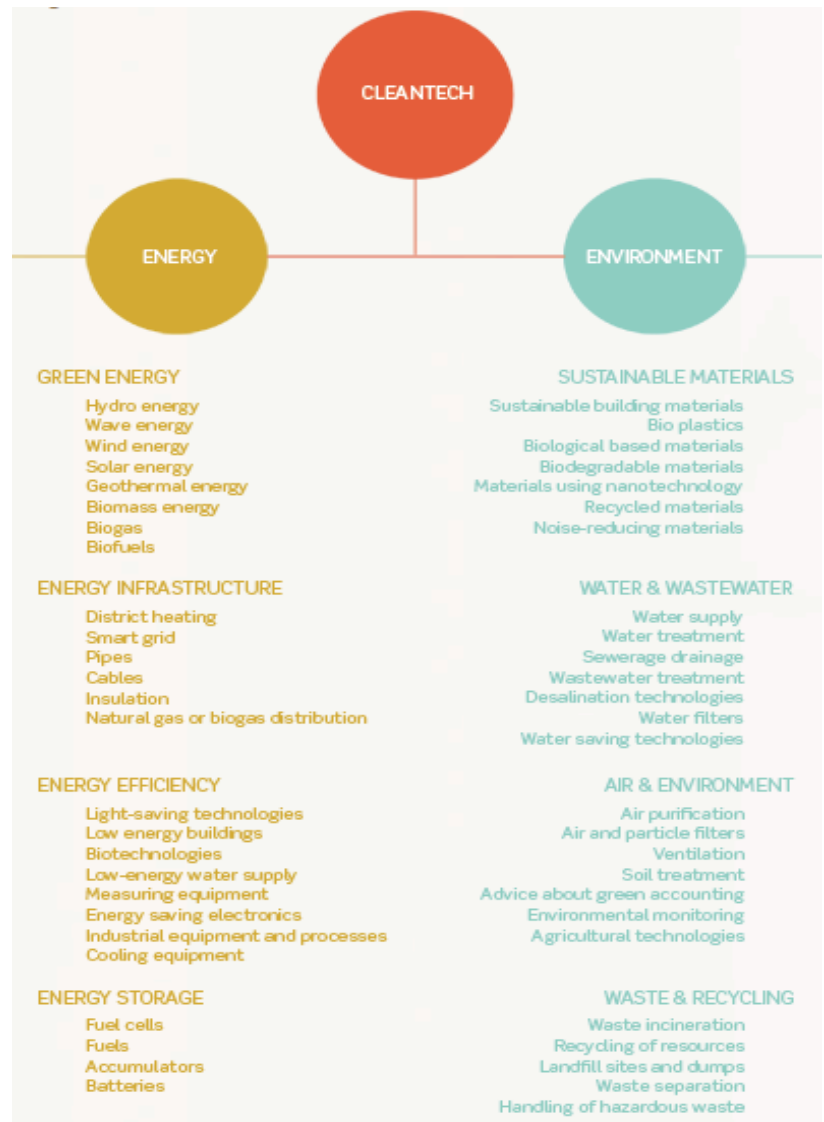 CLEANTECH
ENERGY
ENVIRONMENT
GREEN ENERGY
Hydro energy
Wave energy
Wind energy
Solar energy
Geothermal energy
Biomass energy
Biogas
Biofuels
ENERGY INFRASTRUCTURE
District heating
Smart grid
Pipes
Cables
Insulation
Natural gas or biogas distribution
ENERGY EFFICIENCY
Light-saving technologies
Low energy buildings
Biotechnologies
Low-energy water supply
Measuring equipment
Energy saving electronics
Industrial equipment and processes
Cooling equipment
ENERGY STORAGE
Fuel cells
Fuels
Accumulators
Batteries
SUSTAINABLE MATERIALS
Sustainable building materials
Bio plastics
Biological based materials
Biodegradable materials
Materials using nanotechnology
Recycled materials
Noise-reducing materials
WATER & WASTEWATER
Water supply
Water treatment
Sewerage drainage
Wastewater treatment
Desalination technologies
Water filters
Water saving technologies
AIR & ENVIRONMENT
Air purification
Air and particle filters
Ventilation
Soil treatment
Advice about green accounting
Environmental monitoring
Agricultural technologies
WASTE & RECYCLING
Waste incineration
Recycling of resources
Landfill sites and dumps
Waste separation
Handling of hazardous waste